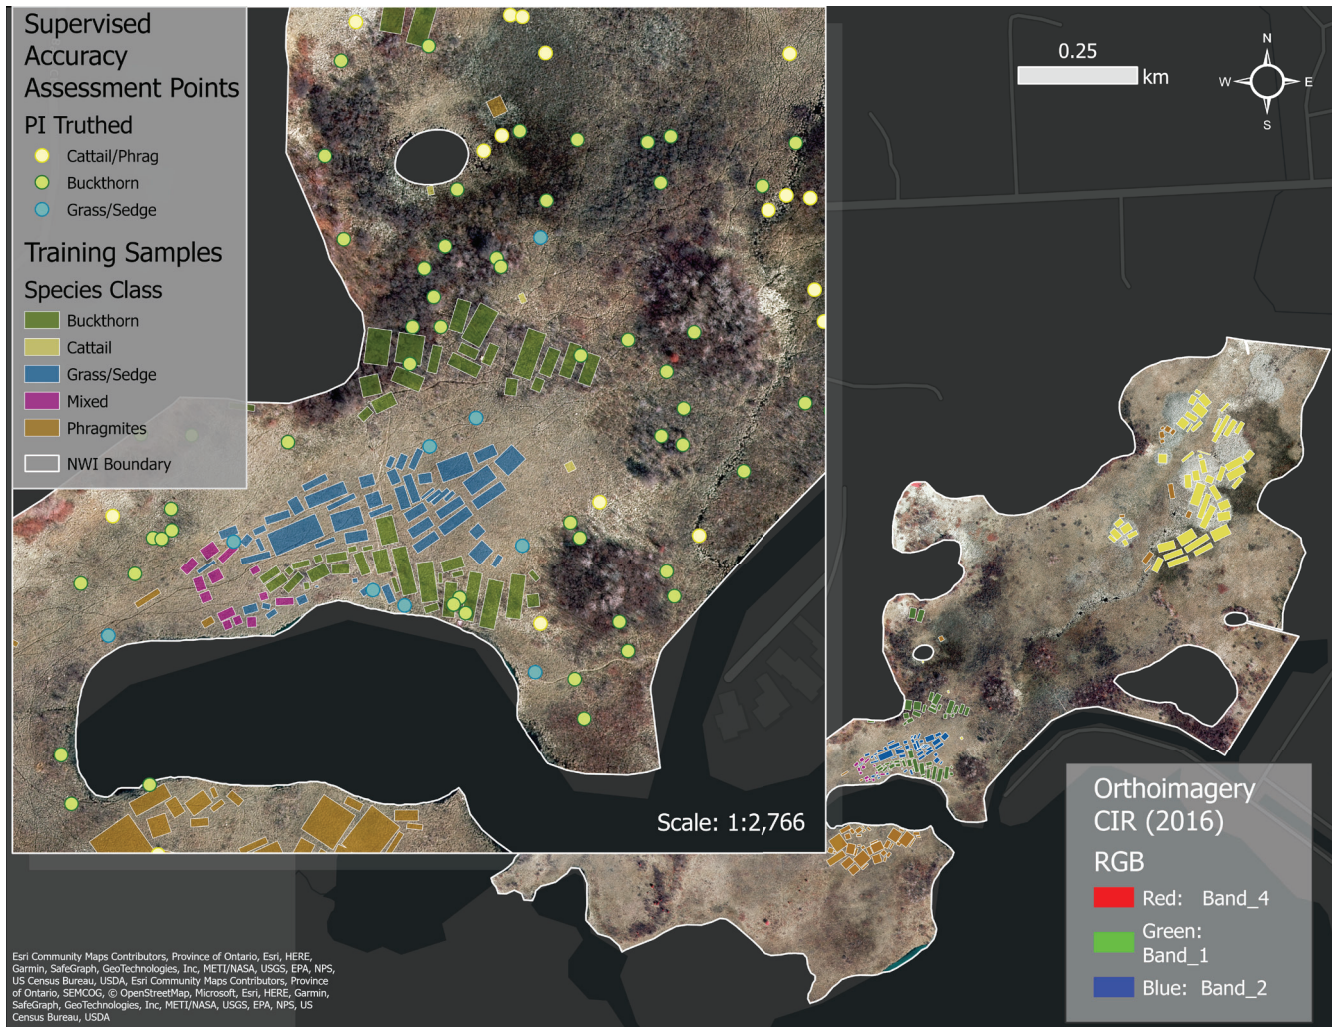 Supervised
Accuracy
Assessment Points
PI Truthed
Cattail/Phrag
Buckthorn
Grass/Sedge
Training Samples
Species Class
Buckthorn
Cattail
Grass/Sedge
Mixed
Phragmites
NWI Boundary
0.25
km
N
W
E
S
Scale: 1:2,766
Orthoimagery
CIR (2016)
RGB
Red: Band_4
Green:
Band_1
Blue: Band_2
Esri Community Maps Contributors, Province of Ontario, Esri, HERE,
Garmin, SafeGraph, GeoTechnologies, Inc, METI/NASA, USGS, EPA, NPS,
US Census Bureau, USDA, Esri Community Maps Contributors, Province
of Ontario, SEMCOG, © OpenStreetMap, Microsoft, Esri, HERE, Garmin,
SafeGraph, GeoTechnologies, Inc, METI/NASA, USGS, EPA, NPS, US
Census Bureau, USDA